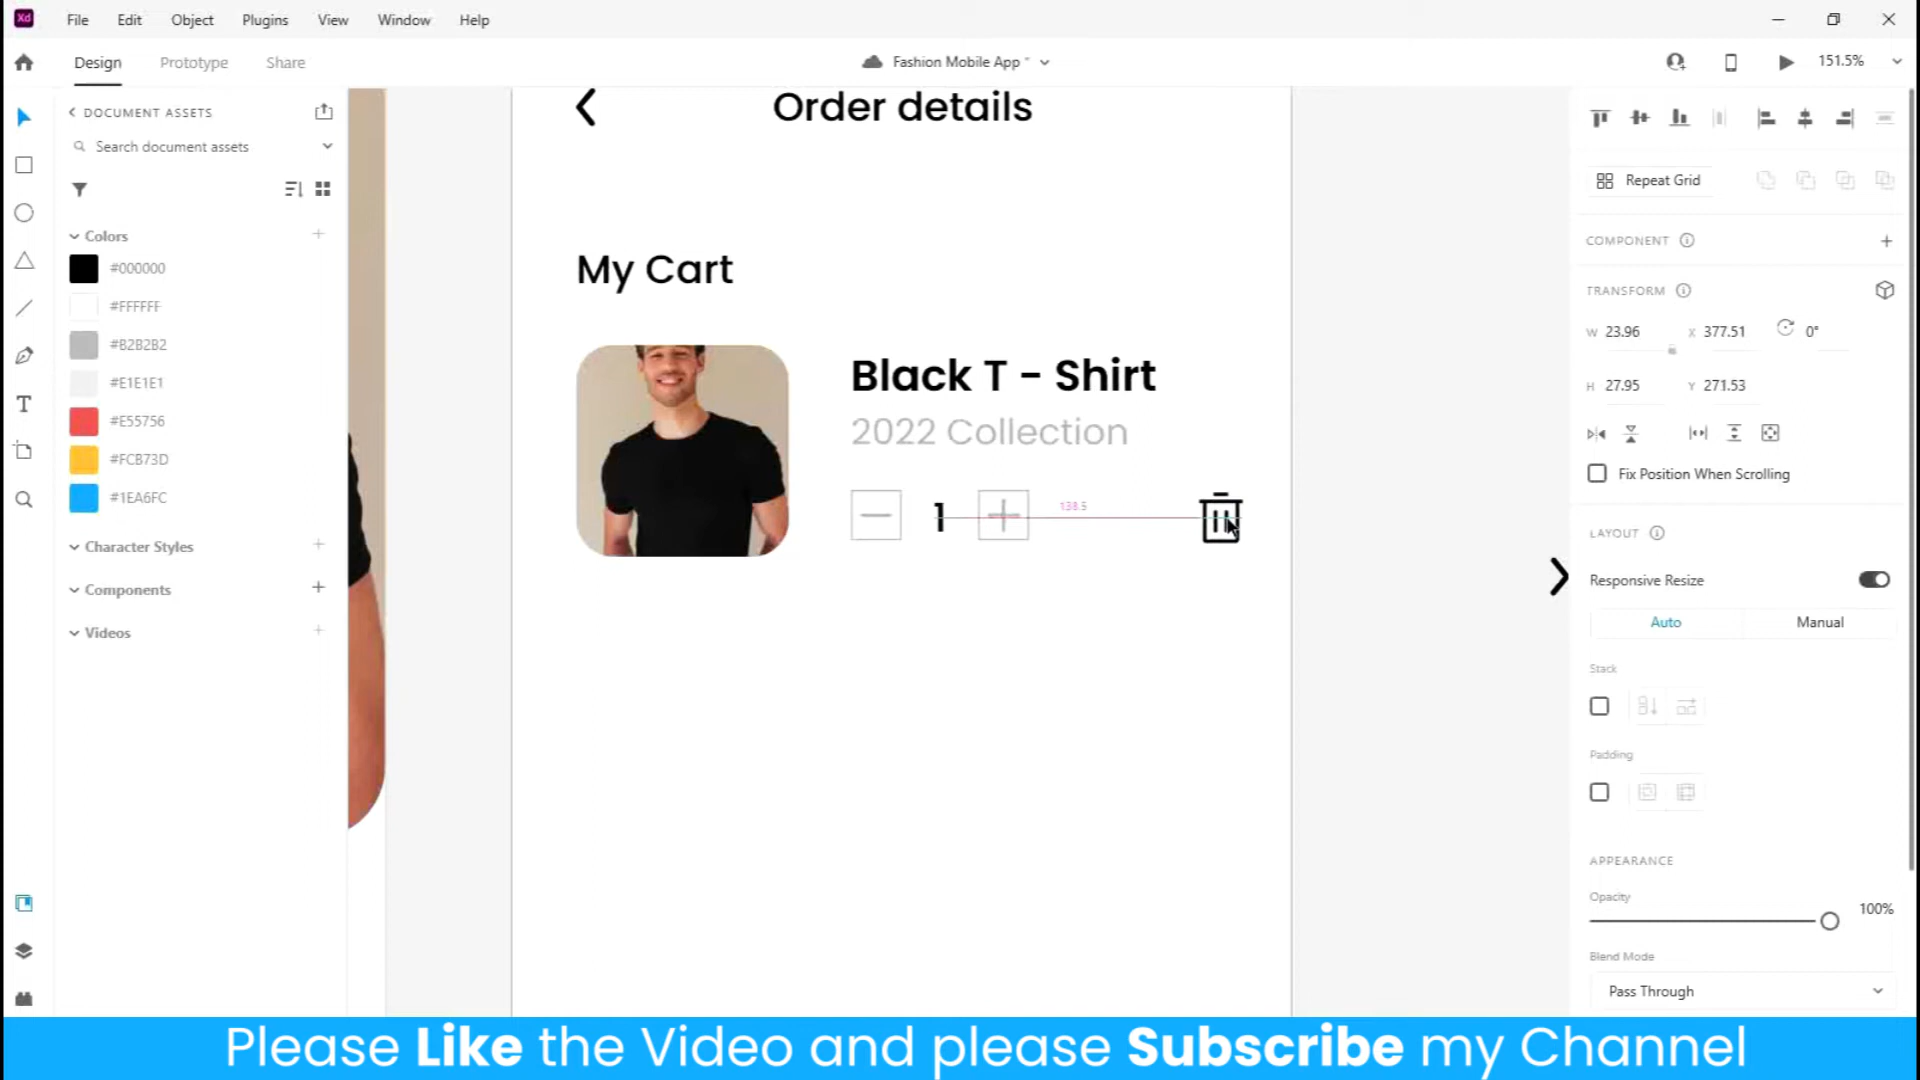 Xd File Edit Object Plugins View Window Help
Design Prototype Share Fashion Mobile App 151.5%
DOCUMENT ASSETS
Search document assets
Colors
#000000
#FFFFFF
#B2B2B2
#E1E1E1
#E55756
#FCB73D
#1EA6FC
Character Styles
Components
Videos
Order details
My Cart
Black T - Shirt
2022 Collection
1
138.5
Repeat Grid
COMPONENT
TRANSFORM
W 23.96 X 377.51 0°
H 27.95 Y 271.53
Fix Position When Scrolling
LAYOUT
Responsive Resize
Auto Manual
Stack
Padding
APPEARANCE
Opacity
100%
Blend Mode
Pass Through
Please Like the Video and please Subscribe my Channel